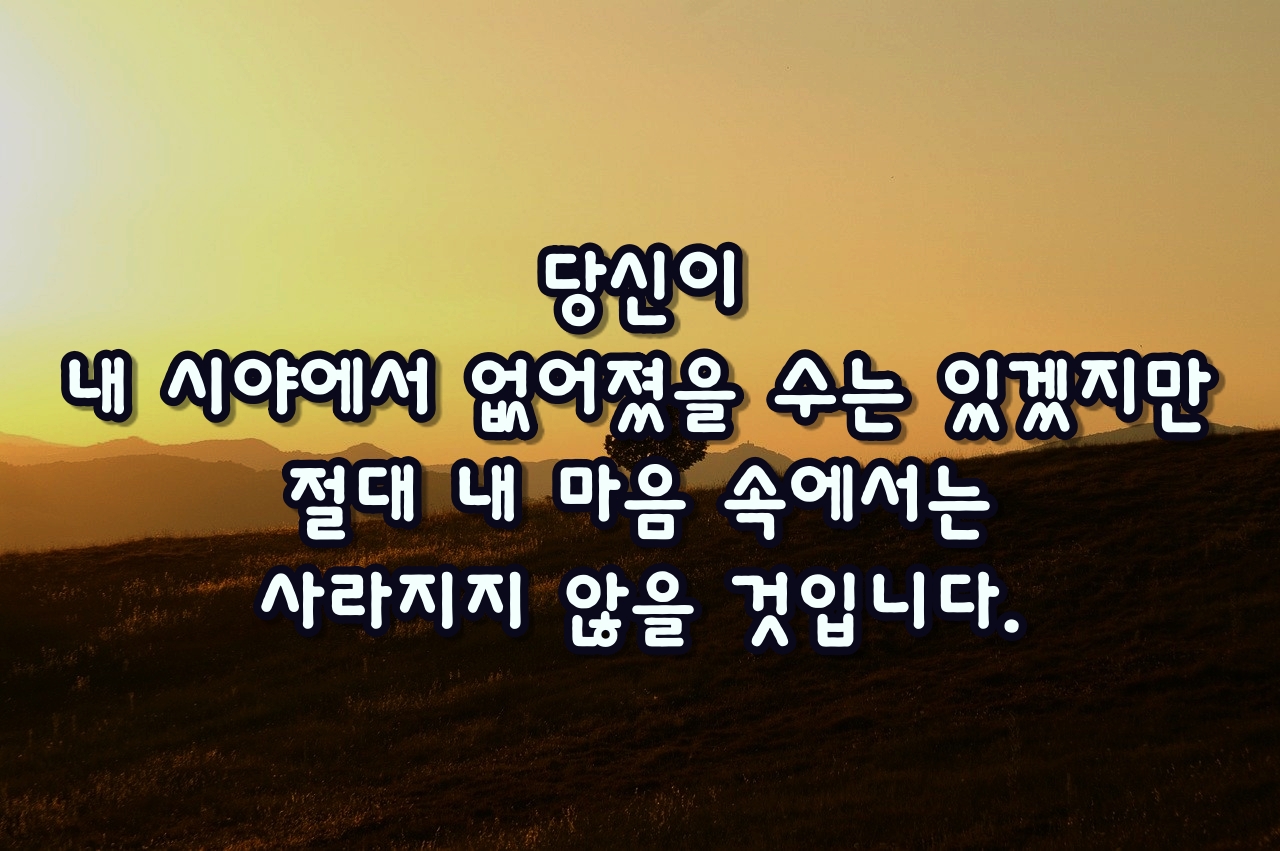 당신이
내 시야에서 없어졌을 수는 있겠지만
절대 내 마음 속에서는
사라지지 않을 것입니다.